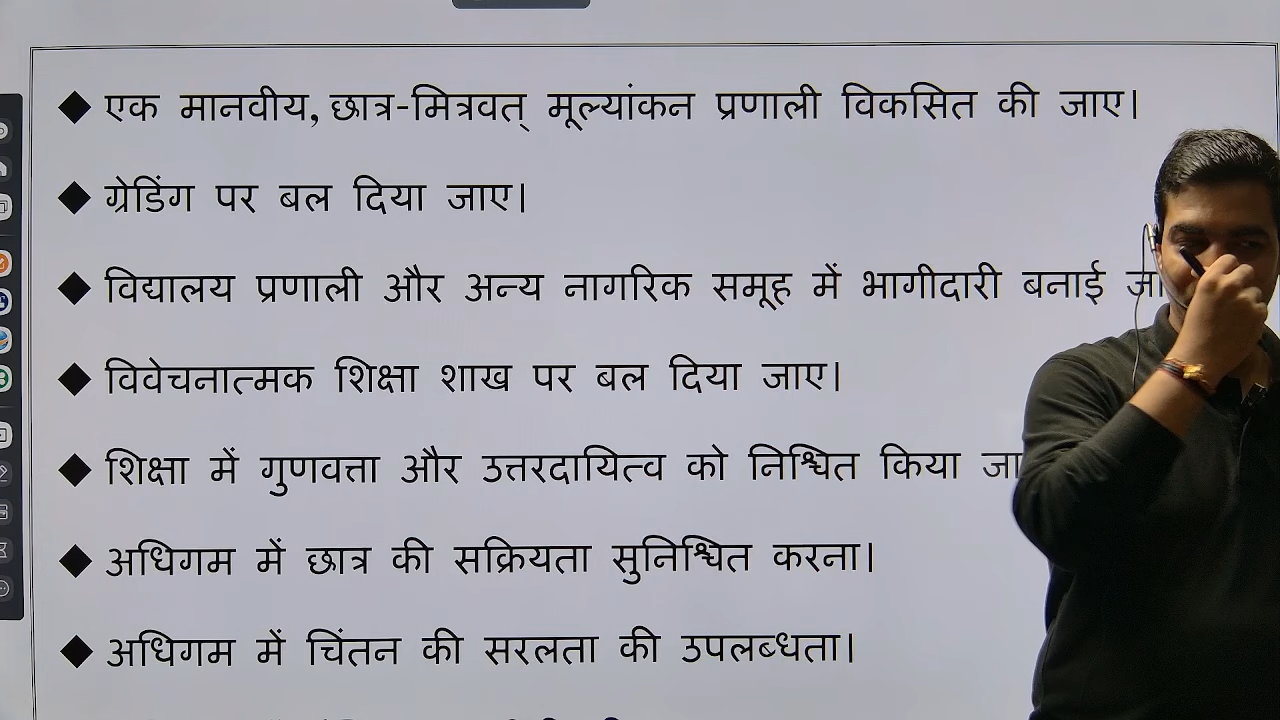 एक मानवीय, छात्र-मित्रवत् मूल्यांकन प्रणाली विकसित की जाए।
ग्रेडिंग पर बल दिया जाए।
विद्यालय प्रणाली और अन्य नागरिक समूह में भागीदारी बनाई
विवेचनात्मक शिक्षा शाख पर बल दिया जाए।
शिक्षा में गुणवत्ता और उत्तरदायित्व को निश्चित किया
अधिगम में छात्र की सक्रियता सुनिश्चित करना।
अधिगम में चिंतन की सरलता की उपलब्धता।